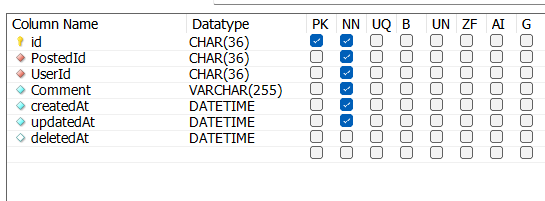 Column Name Datatype PK NN UQ B UN ZF AI G
id CHAR(36)
PostedId CHAR(36)
UserId CHAR(36)
Comment VARCHAR(255)
createdAt DATETIME
updatedAt DATETIME
deletedAt DATETIME